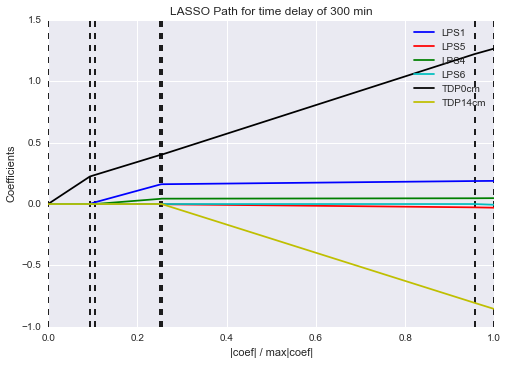 LASSO Path for time delay of 300 min
1.5
1.0
0.5
0.0
−0.5
−1.0
Coefficients
LPS1
LPS5
LPS4
LPS6
TDP0cm
TDP14cm
0.0 0.2 0.4 0.6 0.8 1.0
|coef| / max|coef|